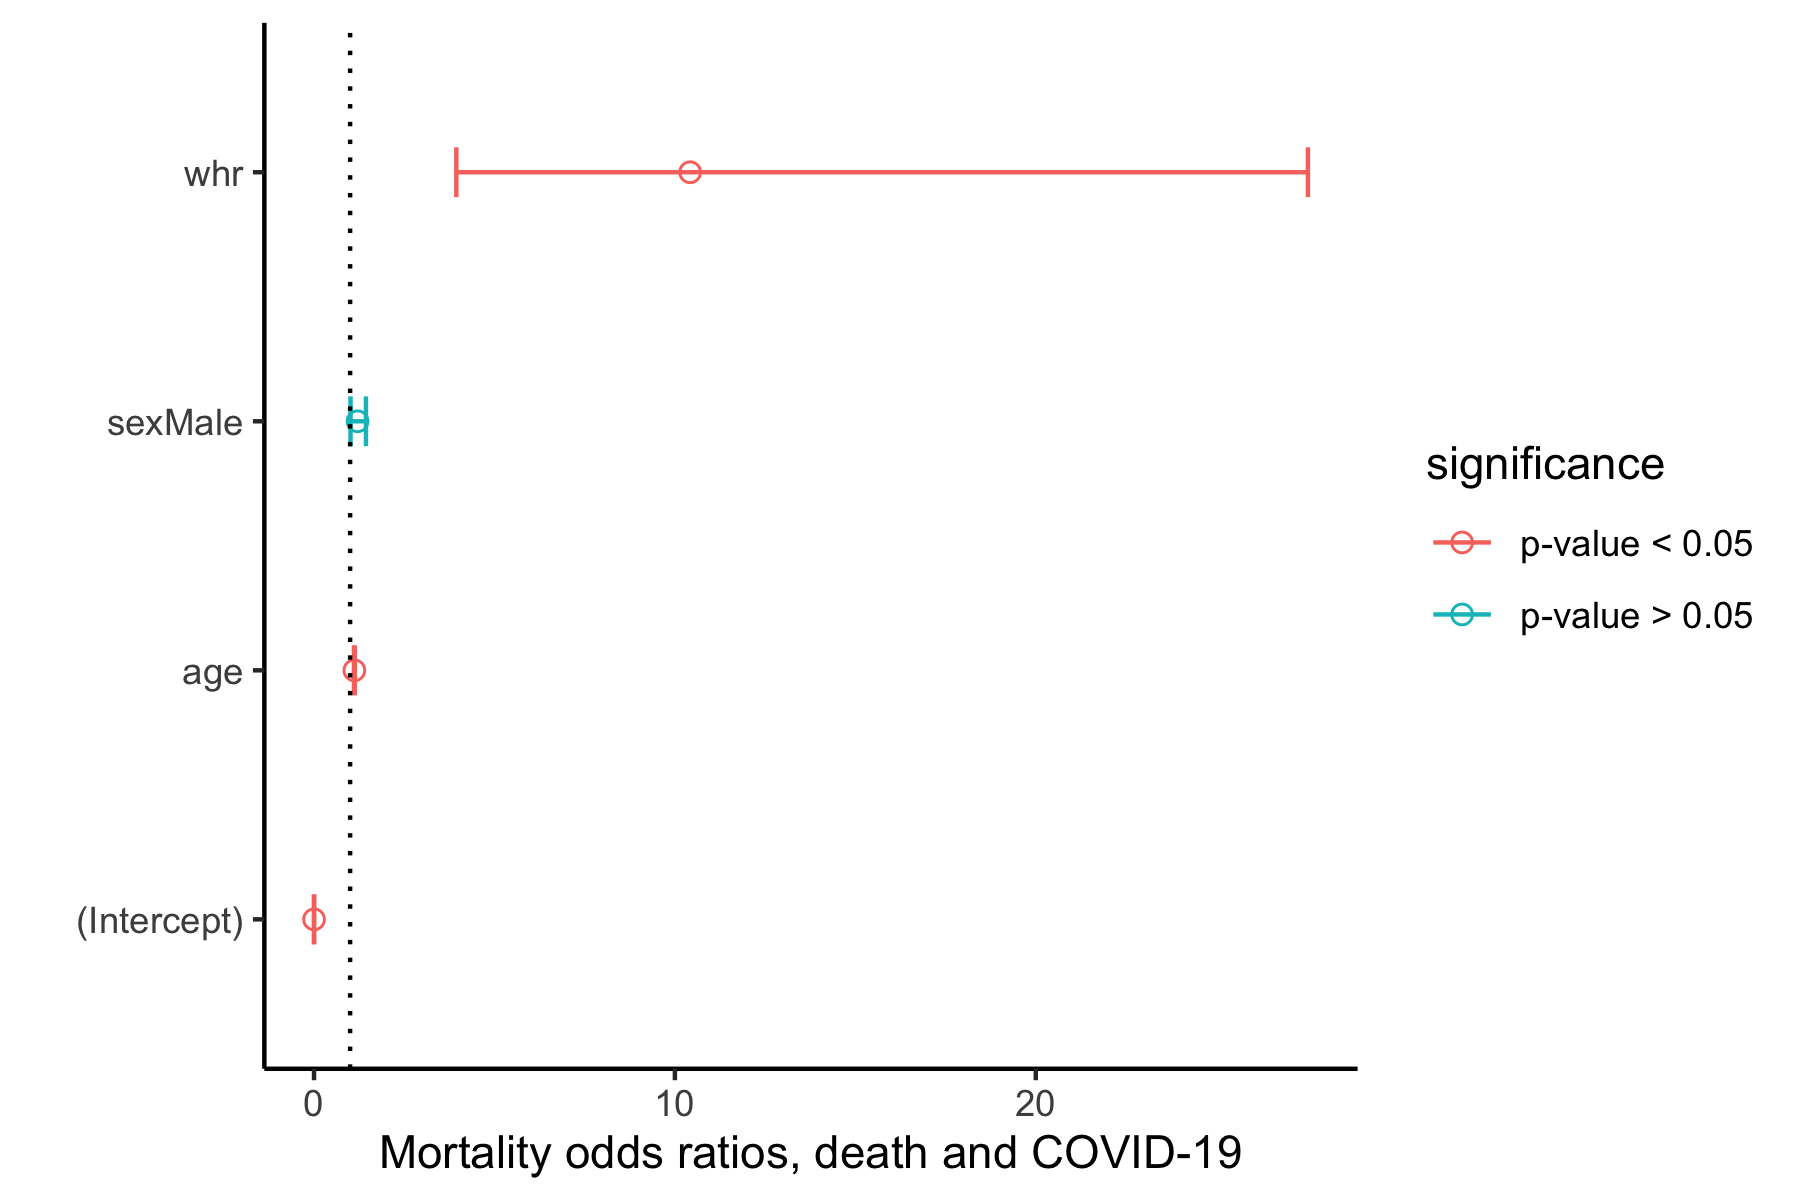 whr
sexMale
age
(Intercept)
0 10 20
Mortality odds ratios, death and COVID-19
significance
p-value < 0.05
p-value > 0.05